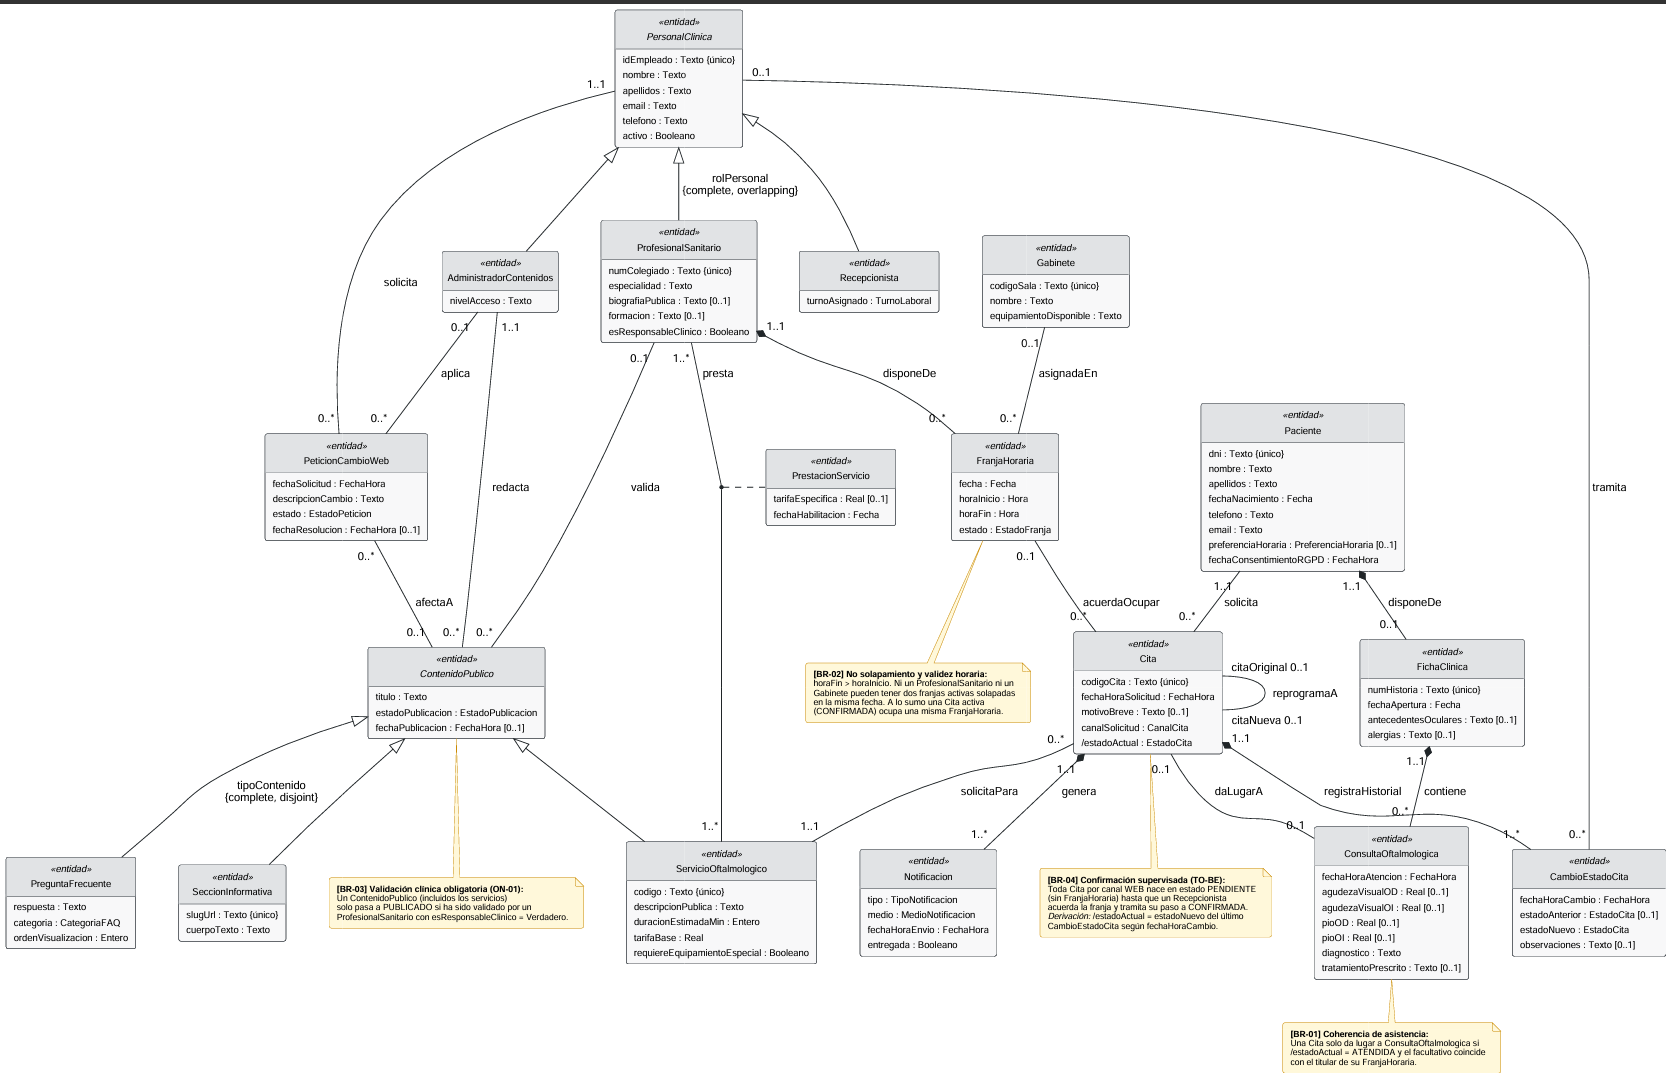 «entidad»
PersonalClinica
idEmpleado : Texto {único}
nombre : Texto
apellidos : Texto
email : Texto
telefono : Texto
activo : Booleano
1..1
0..1
rolPersonal
{complete, overlapping}
solicita
«entidad»
AdministradorContenidos
nivelAcceso : Texto
«entidad»
ProfesionalSanitario
numColegiado : Texto {único}
especialidad : Texto
biografiaPublica : Texto [0..1]
formacion : Texto [0..1]
esResponsableClinico : Booleano
«entidad»
Recepcionista
turnoAsignado : TurnoLaboral
«entidad»
Gabinete
codigoSala : Texto {único}
nombre : Texto
equipamientoDisponible : Texto
0..1
1..1
1..1
0..1
0..1
1..*
aplica
presta
disponeDe
asignadaEn
0..*
0..*
0..*
0..*
«entidad»
PeticionCambioWeb
fechaSolicitud : FechaHora
descripcionCambio : Texto
estado : EstadoPeticion
fechaResolucion : FechaHora [0..1]
redacta
valida
«entidad»
PrestacionServicio
tarifaEspecifica : Real [0..1]
fechaHabilitacion : Fecha
«entidad»
FranjaHoraria
fecha : Fecha
horaInicio : Hora
horaFin : Hora
estado : EstadoFranja
«entidad»
Paciente
dni : Texto {único}
nombre : Texto
apellidos : Texto
fechaNacimiento : Fecha
telefono : Texto
email : Texto
preferenciaHoraria : PreferenciaHoraria [0..1]
fechaConsentimientoRGPD : FechaHora
tramita
0..*
0..1
1..1
1..1
afectaA
acuerdaOcupar
solicita
disponeDe
0..1
0..*
0..*
0..*
0..*
0..1
«entidad»
ContenidoPublico
titulo : Texto
estadoPublicacion : EstadoPublicacion
fechaPublicacion : FechaHora [0..1]
[BR-02] No solapamiento y validez horaria:
horaFin > horaInicio. Ni un ProfesionalSanitario ni un
Gabinete pueden tener dos franjas activas solapadas
en la misma fecha. A lo sumo una Cita activa
(CONFIRMADA) ocupa una misma FranjaHoraria.
«entidad»
Cita
codigoCita : Texto {único}
fechaHoraSolicitud : FechaHora
motivoBreve : Texto [0..1]
canalSolicitud : CanalCita
/estadoActual : EstadoCita
citaOriginal 0..1
reprogramaA
citaNueva 0..1
«entidad»
FichaClinica
numHistoria : Texto {único}
fechaApertura : Fecha
antecedentesOculares : Texto [0..1]
alergias : Texto [0..1]
0..*
1..1
1..1
0..1
1..1
tipoContenido
{complete, disjoint}
solicitaPara
genera
daLugarA
registraHistorial
contiene
1..*
1..1
1..*
0..1
0..*
1..*
0..*
«entidad»
PreguntaFrecuente
respuesta : Texto
categoria : CategoriaFAQ
ordenVisualizacion : Entero
«entidad»
SeccionInformativa
slugUrl : Texto {único}
cuerpoTexto : Texto
[BR-03] Validación clínica obligatoria (ON-01):
Un ContenidoPublico (incluidos los servicios)
solo pasa a PUBLICADO si ha sido validado por un
ProfesionalSanitario con esResponsableClinico = Verdadero.
«entidad»
ServicioOftalmologico
codigo : Texto {único}
descripcionPublica : Texto
duracionEstimadaMin : Entero
tarifaBase : Real
requiereEquipamientoEspecial : Booleano
«entidad»
Notificacion
tipo : TipoNotificacion
medio : MedioNotificacion
fechaHoraEnvio : FechaHora
entregada : Booleano
[BR-04] Confirmación supervisada (TO-BE):
Toda Cita por canal WEB nace en estado PENDIENTE
(sin FranjaHoraria) hasta que un Recepcionista
acuerda la franja y tramita su paso a CONFIRMADA.
Derivación: /estadoActual = estadoNuevo del último
CambioEstadoCita según fechaHoraCambio.
«entidad»
ConsultaOftalmologica
fechaHoraAtencion : FechaHora
agudezaVisualOD : Real [0..1]
agudezaVisualOI : Real [0..1]
pioOD : Real [0..1]
pioOI : Real [0..1]
diagnostico : Texto
tratamientoPrescrito : Texto [0..1]
«entidad»
CambioEstadoCita
fechaHoraCambio : FechaHora
estadoAnterior : EstadoCita [0..1]
estadoNuevo : EstadoCita
observaciones : Texto [0..1]
[BR-01] Coherencia de asistencia:
Una Cita solo da lugar a ConsultaOftalmologica si
/estadoActual = ATENDIDA y el facultativo coincide
con el titular de su FranjaHoraria.